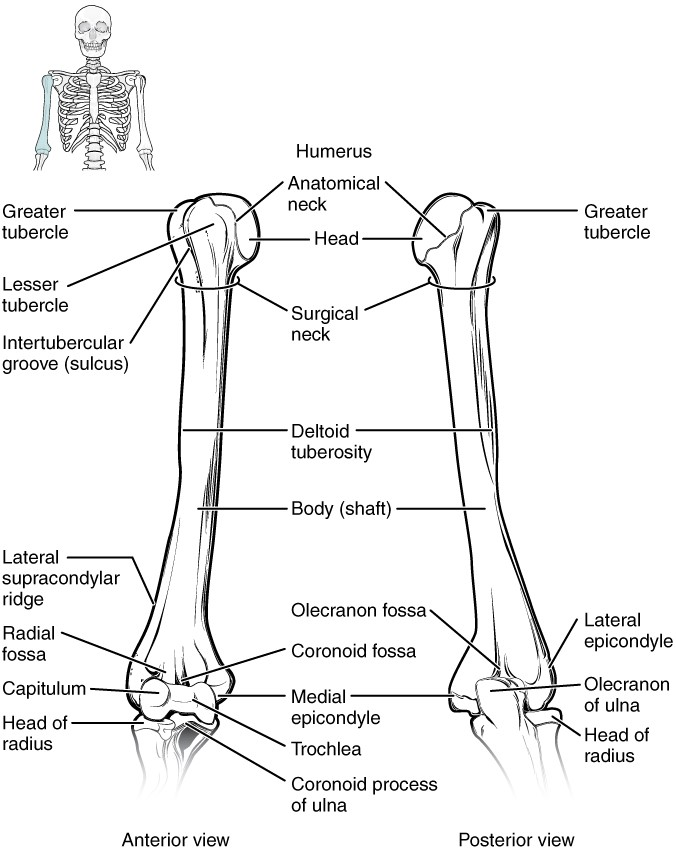 Humerus
Anatomical
neck
Greater
tubercle
Greater
tubercle
Head
Lesser
tubercle
Surgical
neck
Intertubercular
groove (sulcus)
Deltoid
tuberosity
Body (shaft)
Lateral
supracondylar
ridge
Olecranon fossa
Lateral
epicondyle
Radial
fossa
Coronoid fossa
Capitulum
Medial
epicondyle
Olecranon
of ulna
Head of
radius
Trochlea
Head of
radius
Coronoid process
of ulna
Anterior view
Posterior view